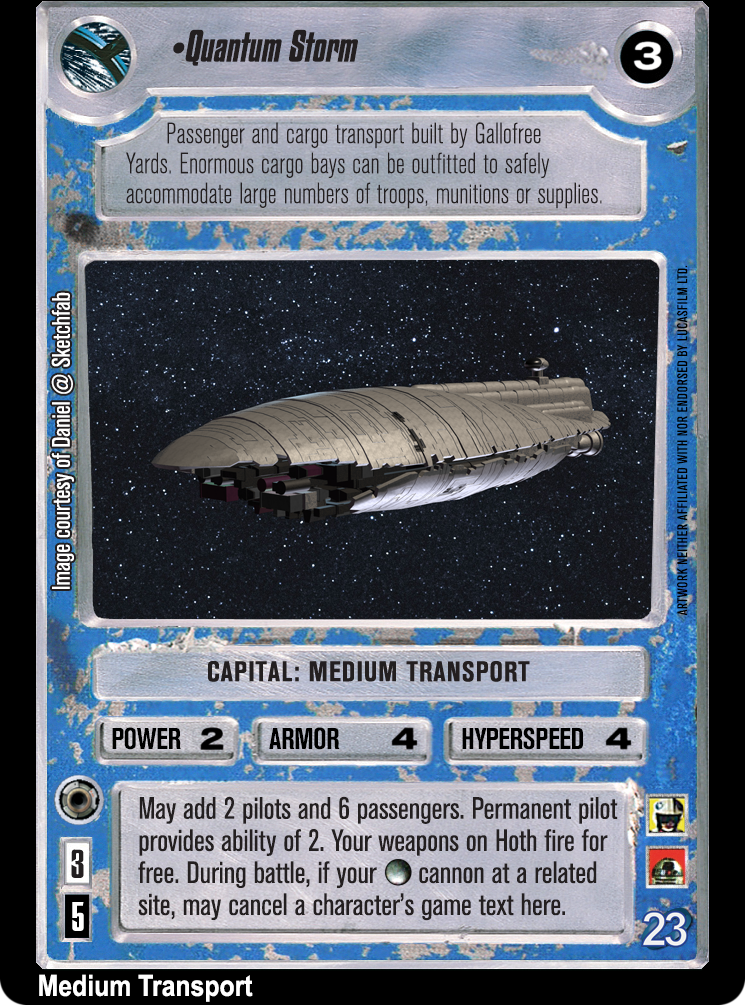 •Quantum Storm
3
Passenger and cargo transport built by Gallofree
Yards. Enormous cargo bays can be outfitted to safely
accommodate large numbers of troops, munitions or supplies.
Image courtesy of Daniel @ Sketchfab
ARTWORK NEITHER AFFILIATED WITH NOR ENDORSED BY LUCASFILM LTD.
CAPITAL: MEDIUM TRANSPORT
POWER 2 ARMOR 4 HYPERSPEED 4
May add 2 pilots and 6 passengers. Permanent pilot
provides ability of 2. Your weapons on Hoth fire for
free. During battle, if your cannon at a related
site, may cancel a character's game text here.
3
5
23
Medium Transport